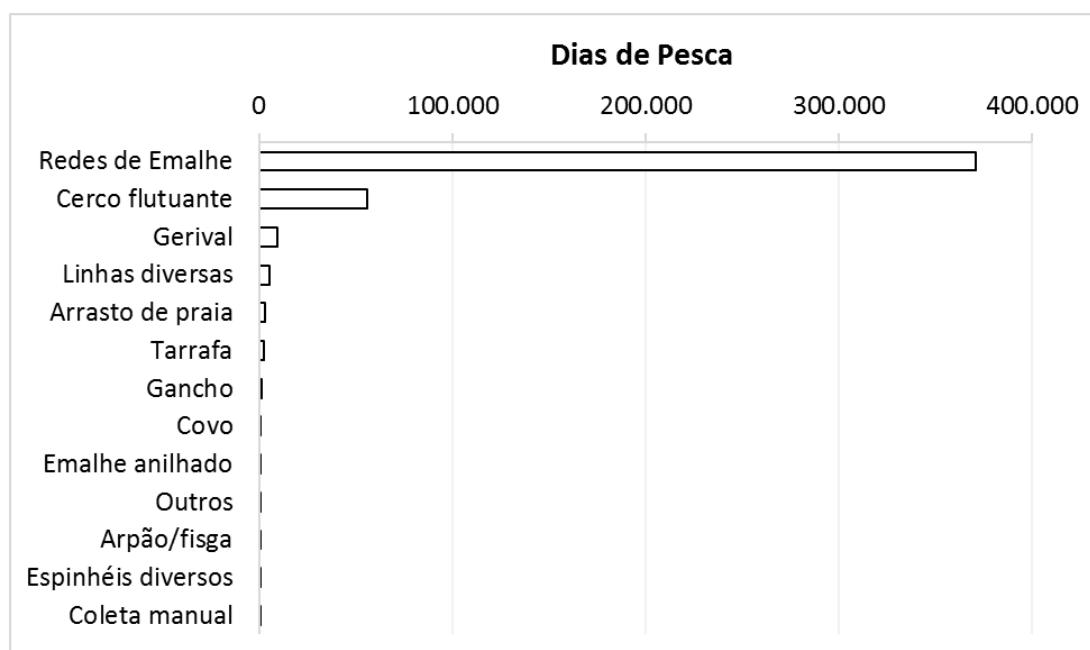 Dias de Pesca
0 100.000 200.000 300.000 400.000
Redes de Emalhe
Cerco flutuante
Gerival
Linhas diversas
Arrasto de praia
Tarrafa
Gancho
Covo
Emalhe anilhado
Outros
Arpão/fisga
Espinhéis diversos
Coleta manual